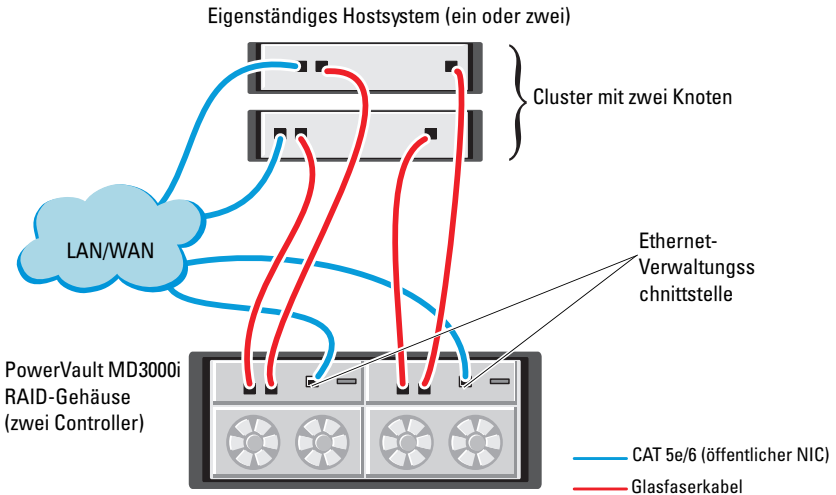 Eigenständiges Hostsystem (ein oder zwei)
Cluster mit zwei Knoten
LAN/WAN
Ethernet-
Verwaltungss
chnittstelle
PowerVault MD3000i
RAID-Gehäuse
(zwei Controller)
CAT 5e/6 (öffentlicher NIC)
Glasfaserkabel